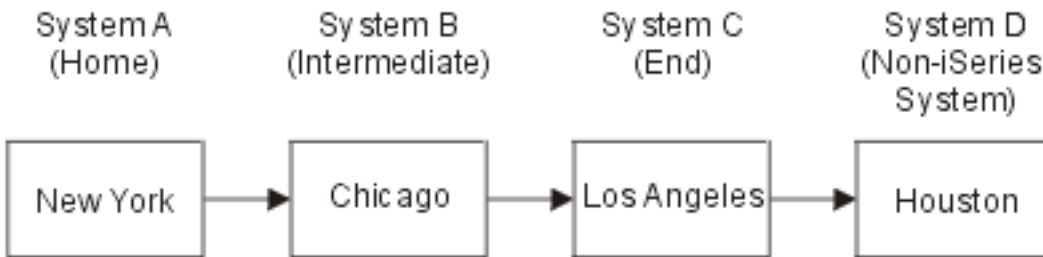 System A
(Home)
System B
(Intermediate)
System C
(End)
System D
(Non-iSeries
System)
New York
Chicago
Los Angeles
Houston